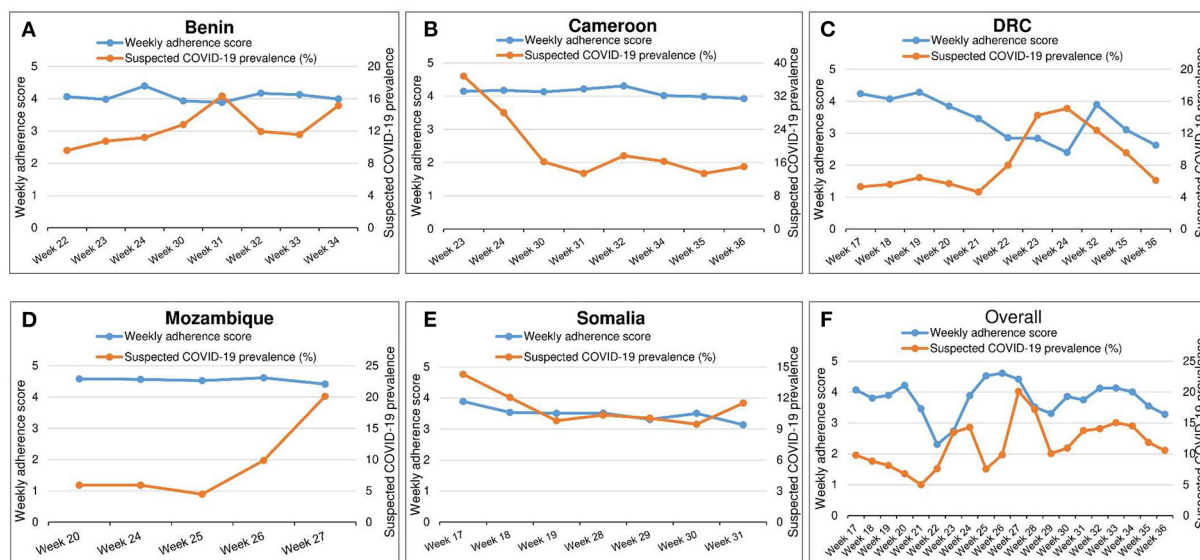 A
Benin
Weekly adherence score
Suspected COVID-19 prevalence (%)
Weekly adherence score
5
4
3
2
1
0
20
16
12
8
4
0
Suspected COVID-19 prevalence
Week 22
Week 23
Week 24
Week 30
Week 31
Week 32
Week 33
Week 34
B
Cameroon
Weekly adherence score
Suspected COVID-19 prevalence (%)
Weekly adherence score
5
4
3
2
1
0
40
32
24
16
8
0
Suspected COVID-19 prevalence
Week 23
Week 24
Week 30
Week 31
Week 32
Week 34
Week 35
Week 36
C
DRC
Weekly adherence score
Suspected COVID-19 prevalence (%)
Weekly adherence score
5
4
3
2
1
0
20
16
12
8
4
0
Suspected COVID-19 prevalence
Week 17
Week 18
Week 19
Week 20
Week 21
Week 22
Week 23
Week 24
Week 32
Week 35
Week 36
D
Mozambique
Weekly adherence score
Suspected COVID-19 prevalence (%)
Weekly adherence score
5
4
3
2
1
0
25
20
15
10
5
0
Suspected COVID-19 prevalence
Week 20
Week 24
Week 25
Week 26
Week 27
E
Somalia
Weekly adherence score
Suspected COVID-19 prevalence (%)
Weekly adherence score
5
4
3
2
1
0
15
12
9
6
3
0
Suspected COVID-19 prevalence
Week 17
Week 18
Week 19
Week 28
Week 29
Week 30
Week 31
F
Overall
Weekly adherence score
Suspected COVID-19 prevalence (%)
Weekly adherence score
5
4
3
2
1
0
25
20
15
10
5
0
Suspected COVID-19 prevalence
Week 17
Week 18
Week 19
Week 20
Week 21
Week 22
Week 23
Week 24
Week 25
Week 26
Week 27
Week 28
Week 29
Week 30
Week 31
Week 32
Week 33
Week 34
Week 35
Week 36